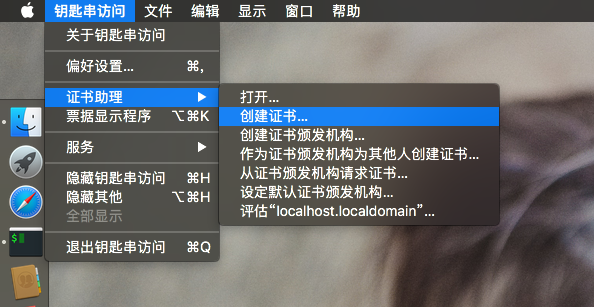 钥匙串访问 文件 编辑 显示 窗口 帮助
关于钥匙串访问
偏好设置... ⌘,
证书助理 ▶
票据显示程序 ⌥⌘K
服务 ▶
隐藏钥匙串访问 ⌘H
隐藏其他 ⌥⌘H
全部显示
退出钥匙串访问 ⌘Q
打开...
创建证书...
创建证书颁发机构...
作为证书颁发机构为其他人创建证书...
从证书颁发机构请求证书...
设定默认证书颁发机构...
评估“localhost.localdomain”...
$